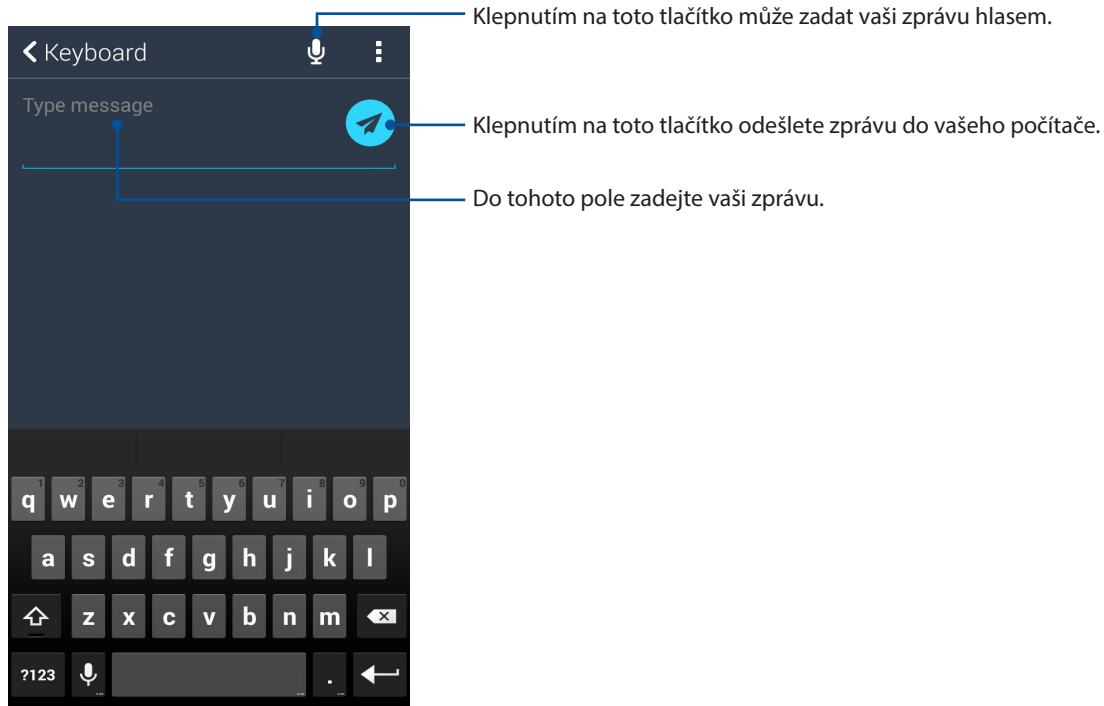 Klepnutím na toto tlačítko může zadat vaši zprávu hlasem.
Keyboard
Type message
Klepnutím na toto tlačítko odešlete zprávu do vašeho počítače.
Do tohoto pole zadejte vaši zprávu.
1 2 3 4 5 6 7 8 9 0
q w e r t y u i o p
a s d f g h j k l
z x c v b n m
?123 .